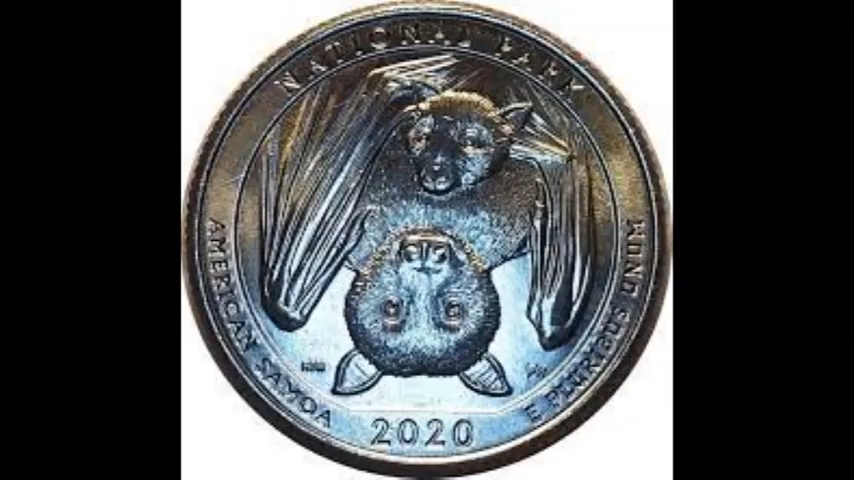 NATIONAL PARK
AMERICAN SAMOA
2020
E PLURIBUS UNUM